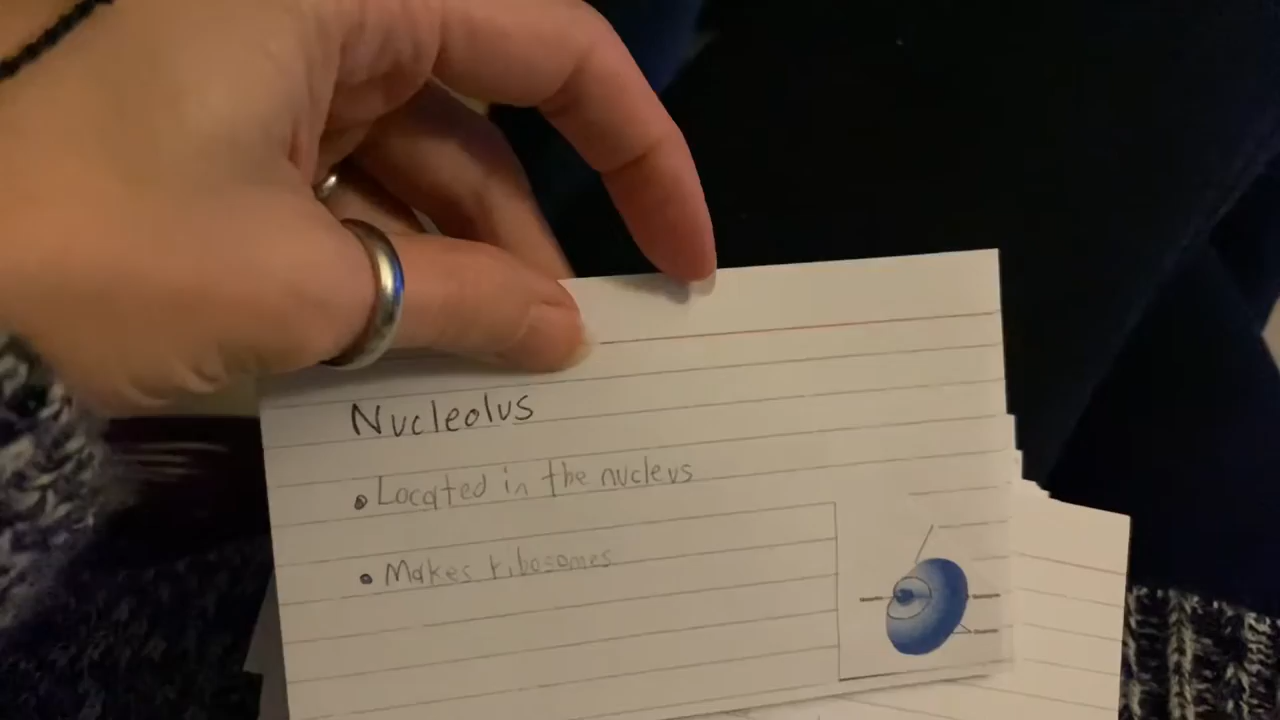 Nucleolus
• Located in the nucleus
• Makes ribosomes